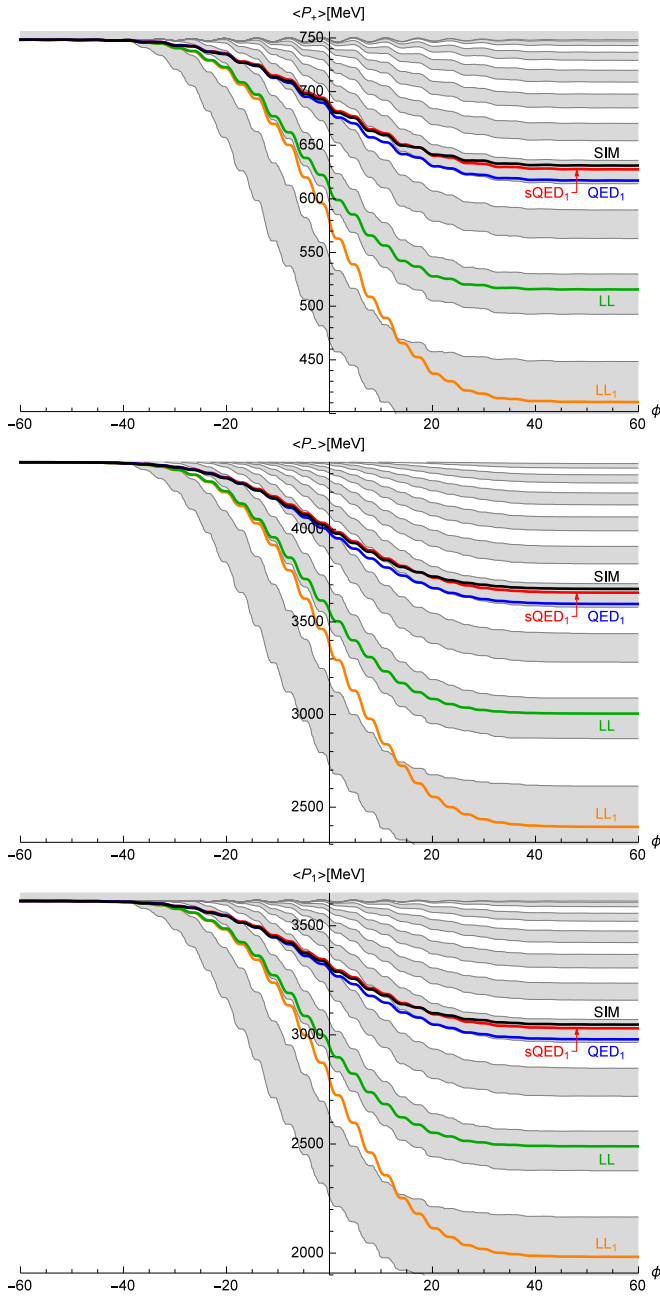 <P₊>[MeV]
750
700
650
600
550
500
450
SIM
sQED₁ QED₁
LL
LL₁
−60 −40 −20 20 40 60 ϕ
<P₋>[MeV]
4000
3500
3000
2500
SIM
sQED₁ QED₁
LL
LL₁
−60 −40 −20 20 40 60 ϕ
<P₁>[MeV]
3500
3000
2500
2000
SIM
sQED₁ QED₁
LL
LL₁
−60 −40 −20 0 20 40 60 ϕ